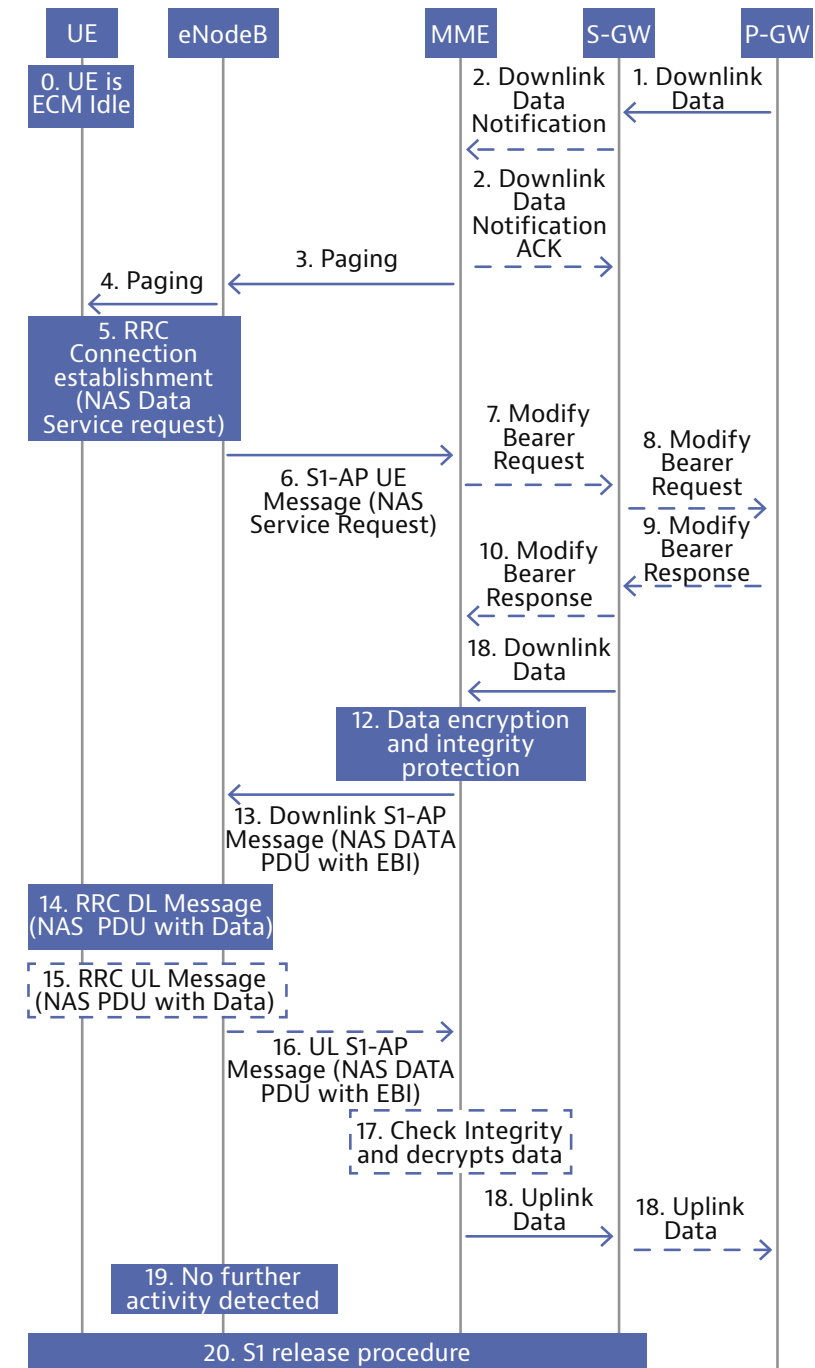 UE
eNodeB
MME
S-GW
P-GW
0. UE is
ECM Idle
2. Downlink
Data
Notification
1. Downlink
Data
2. Downlink
Data
Notification
ACK
3. Paging
4. Paging
5. RRC
Connection
establishment
(NAS Data
Service request)
6. S1-AP UE
Message (NAS
Service Request)
7. Modify
Bearer
Request
8. Modify
Bearer
Request
9. Modify
Bearer
Response
10. Modify
Bearer
Response
18. Downlink
Data
12. Data encryption
and integrity
protection
13. Downlink S1-AP
Message (NAS DATA
PDU with EBI)
14. RRC DL Message
(NAS PDU with Data)
15. RRC UL Message
(NAS PDU with Data)
16. UL S1-AP
Message (NAS DATA
PDU with EBI)
17. Check Integrity
and decrypts data
18. Uplink
Data
18. Uplink
Data
19. No further
activity detected
20. S1 release procedure